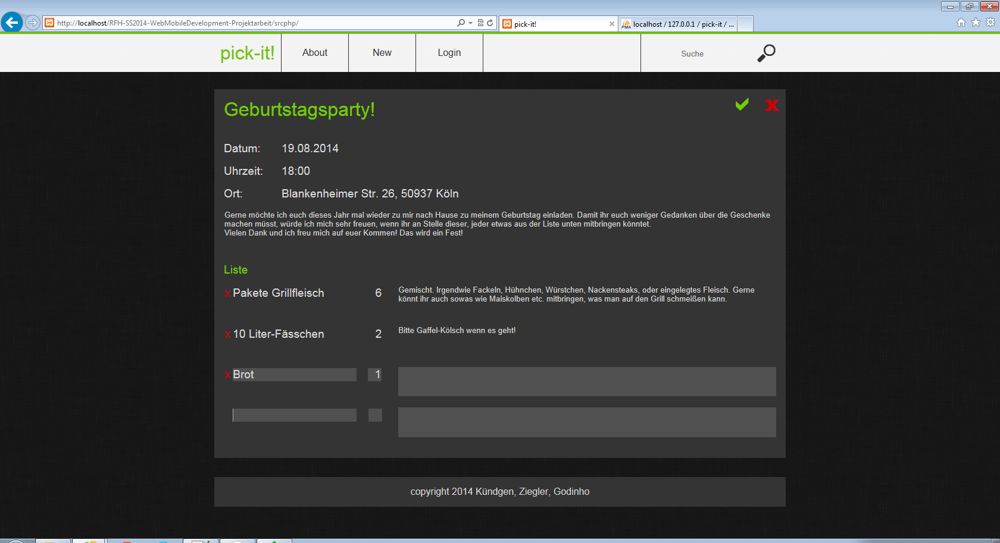 http://localhost/RFH-SS2014-WebMobileDevelopment-Projektarbeit/srcphp/
pick-it!
localhost / 127.0.0.1 / pick-it / ...
pick-it!
About
New
Login
Suche
Geburtstagsparty!
Datum: 19.08.2014
Uhrzeit: 18:00
Ort: Blankenheimer Str. 26, 50937 Köln
Gerne möchte ich euch dieses Jahr mal wieder zu mir nach Hause zu meinem Geburtstag einladen. Damit ihr euch weniger Gedanken über die Geschenke
machen müsst, würde ich mich sehr freuen, wenn ihr an Stelle dieser, jeder etwas aus der Liste unten mitbringen könntet.
Vielen Dank und ich freu mich auf euer Kommen! Das wird ein Fest!
Liste
x Pakete Grillfleisch 6
Gemischt. Irgendwie Fackeln, Hühnchen, Würstchen, Nackensteaks, oder eingelegtes Fleisch. Gerne
könnt ihr auch sowas wie Maiskolben etc. mitbringen, was man auf den Grill schmeißen kann.
x 10 Liter-Fässchen 2
Bitte Gaffel-Kölsch wenn es geht!
x Brot 1
copyright 2014 Kündgen, Ziegler, Godinho